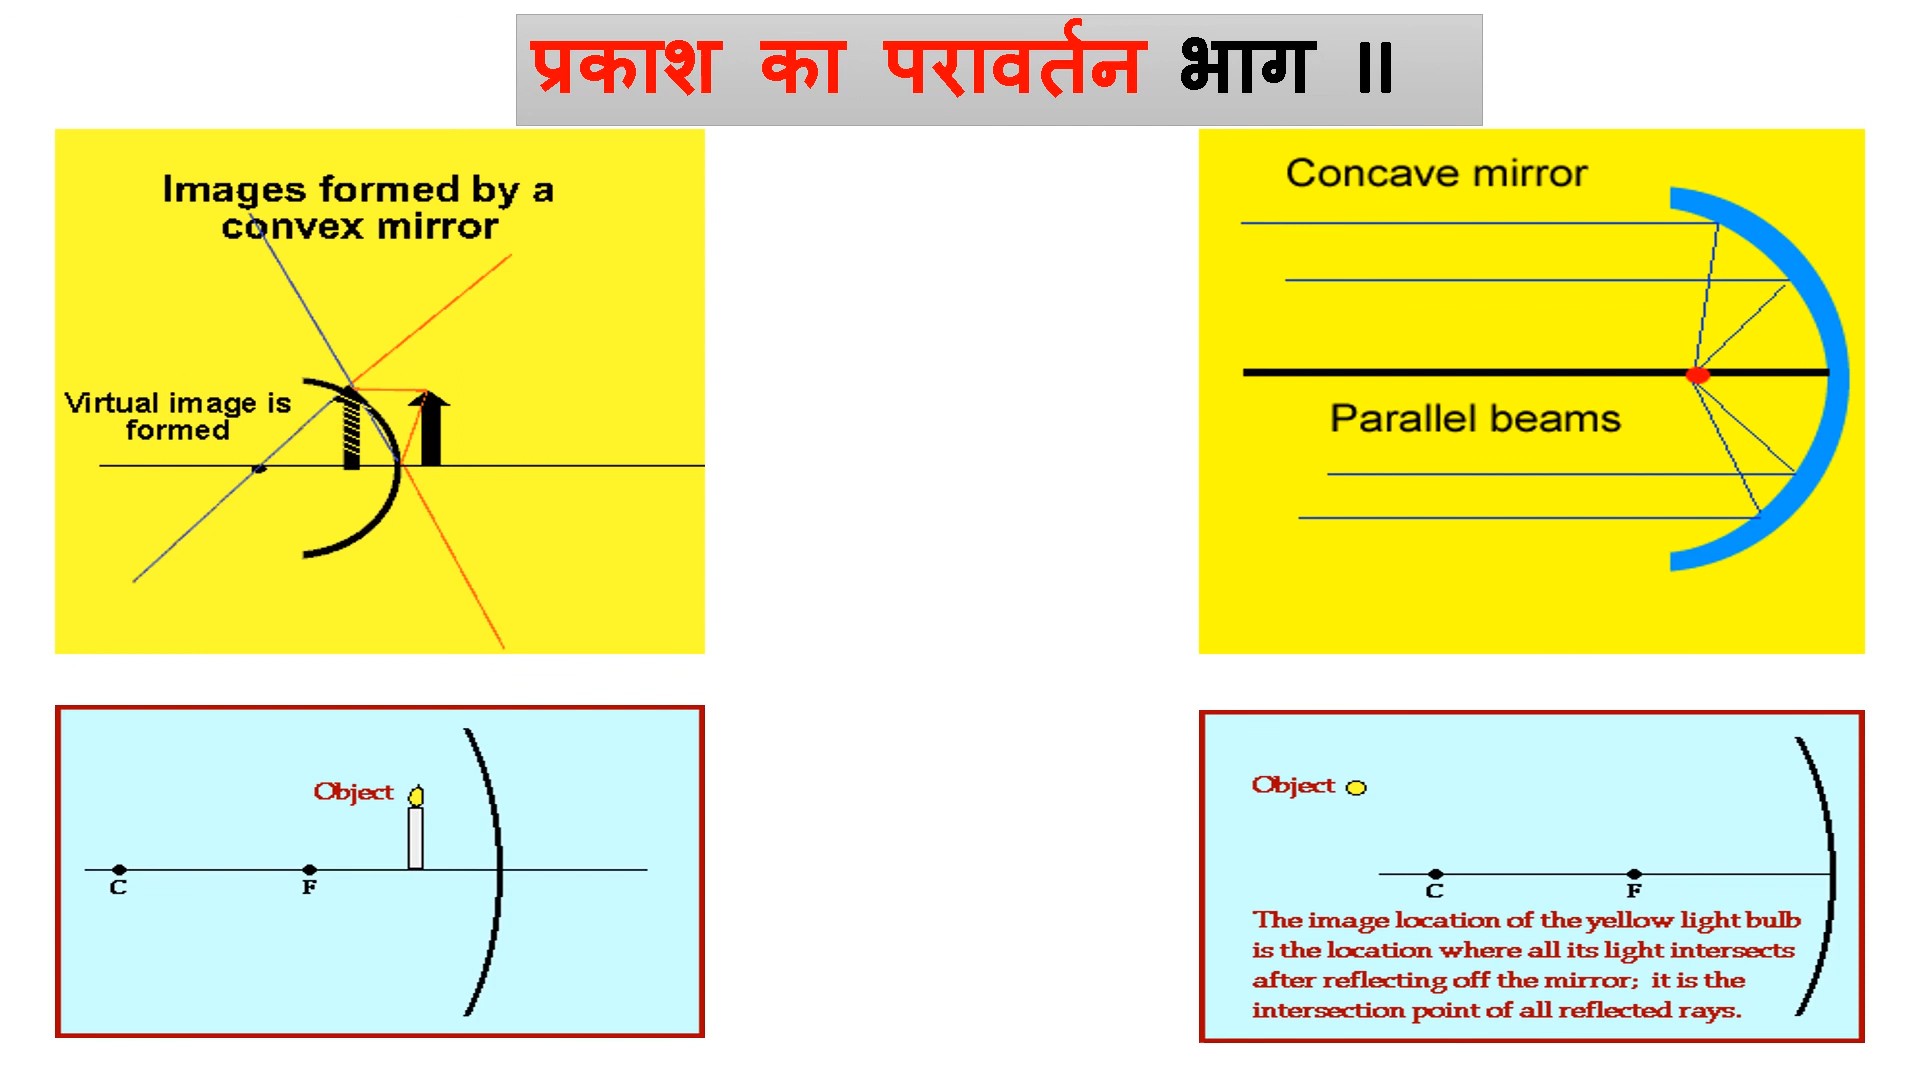 प्रकाश का परावर्तन भाग ॥
Images formed by a
convex mirror
Virtual image is
formed
Concave mirror
Parallel beams
Object
C
F
Object
C
F
The image location of the yellow light bulb
is the location where all its light intersects
after reflecting off the mirror; it is the
intersection point of all reflected rays.